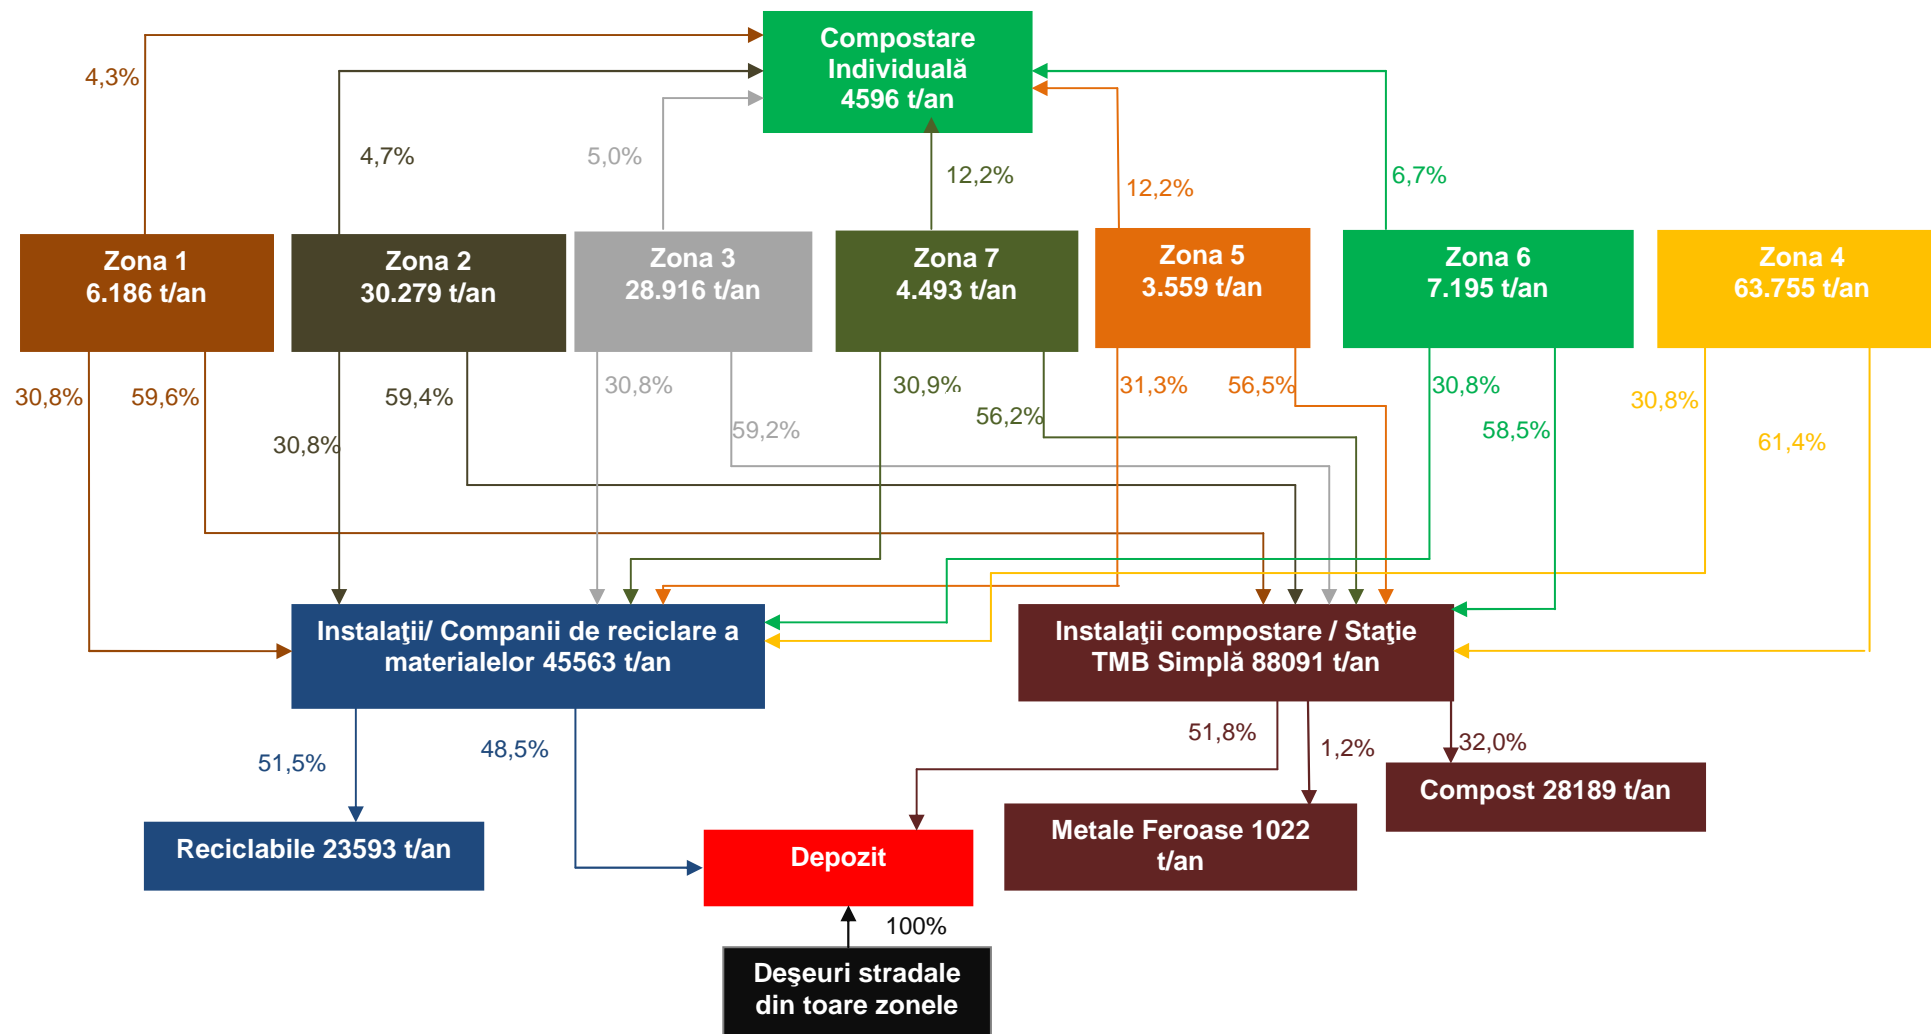 Compostare
Individuală
4596 t/an
4,3%
4,7%
5,0%
12,2%
12,2%
6,7%
Zona 1
6.186 t/an
Zona 2
30.279 t/an
Zona 3
28.916 t/an
Zona 7
4.493 t/an
Zona 5
3.559 t/an
Zona 6
7.195 t/an
Zona 4
63.755 t/an
30,8%
59,6%
30,8%
59,4%
30,8%
59,2%
30,9%
56,2%
31,3%
56,5%
30,8%
58,5%
30,8%
61,4%
Instalaţii/ Companii de reciclare a
materialelor 45563 t/an
Instalaţii compostare / Staţie
TMB Simplă 88091 t/an
51,5%
48,5%
51,8%
1,2%
32,0%
Compost 28189 t/an
Reciclabile 23593 t/an
Depozit
Metale Feroase 1022
t/an
100%
Deşeuri stradale
din toare zonele